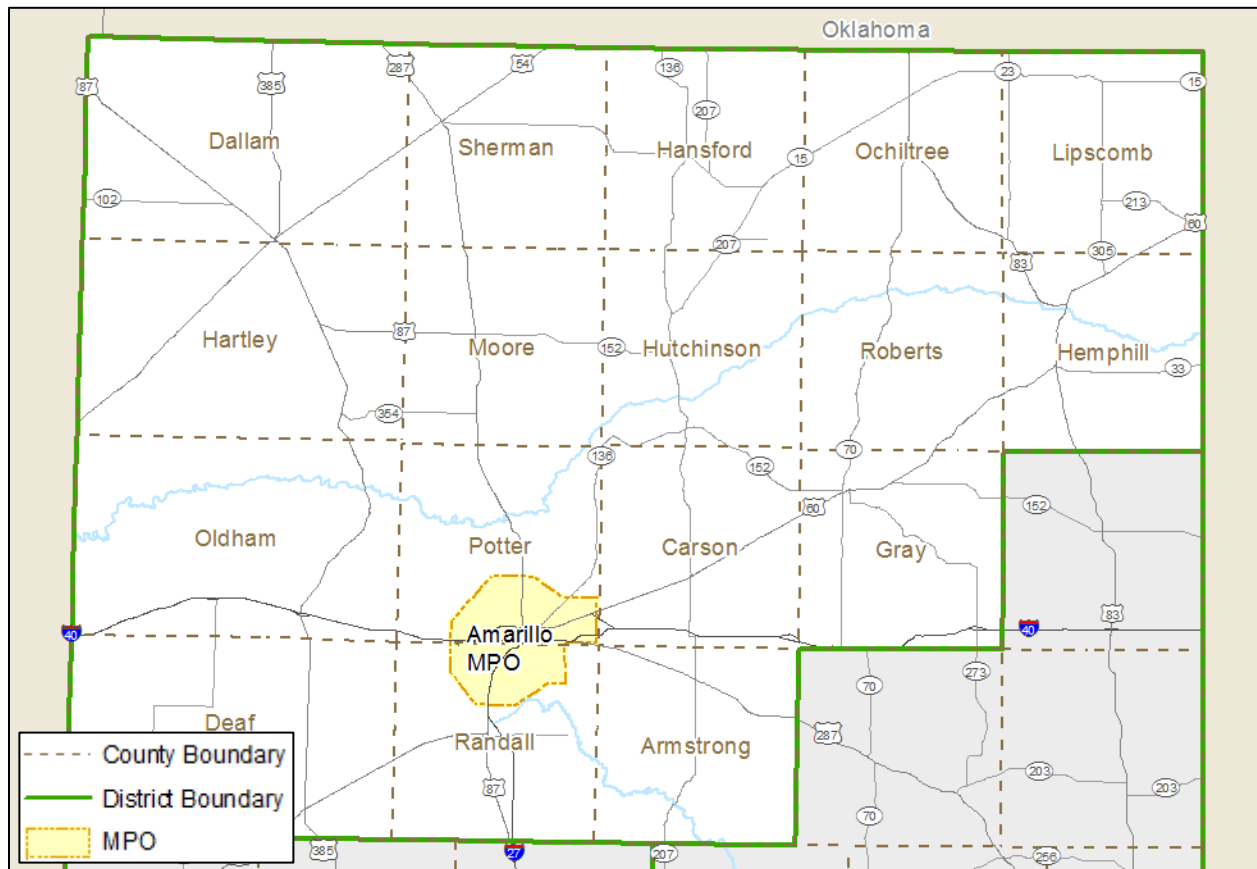 Oklahoma
87
385
287
54
136
207
23
15
Dallam
Sherman
Hansford
15
Ochiltree
Lipscomb
102
213
60
207
305
83
Hartley
87
Moore
152
Hutchinson
Roberts
Hemphill
33
354
136
70
152
60
152
Oldham
Potter
Carson
Gray
83
40
Amarillo
MPO
40
70
273
Deaf
Randall
Armstrong
287
87
203
203
70
385
27
207
256
County Boundary
District Boundary
MPO